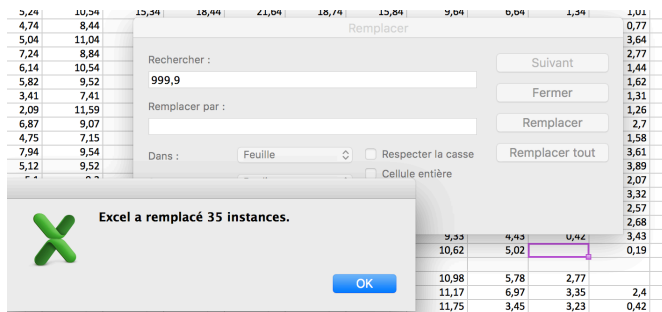 5,24 10,54 15,34 18,44 21,64 18,74 15,84 9,64 6,64 1,34 1,01
4,74 8,44 Remplacer 0,77
5,04 11,04 3,64
7,24 8,84 Rechercher : Suivant 2,77
6,14 10,54 1,44
5,82 9,52 999,9 1,62
3,41 7,41 Fermer 1,31
2,09 11,59 Remplacer par : 1,26
6,87 9,07 Remplacer 2,7
4,75 7,15 1,58
7,94 9,54 Dans : Feuille Respecter la casse Remplacer tout 3,61
5,12 9,52 Cellule entière 3,89
2,07
3,32
Excel a remplacé 35 instances. 2,57
2,68
9,33 4,43 0,42 3,43
10,62 5,02 0,19
OK 10,98 5,78 2,77
11,17 6,97 3,35 2,4
11,75 3,45 3,23 0,42